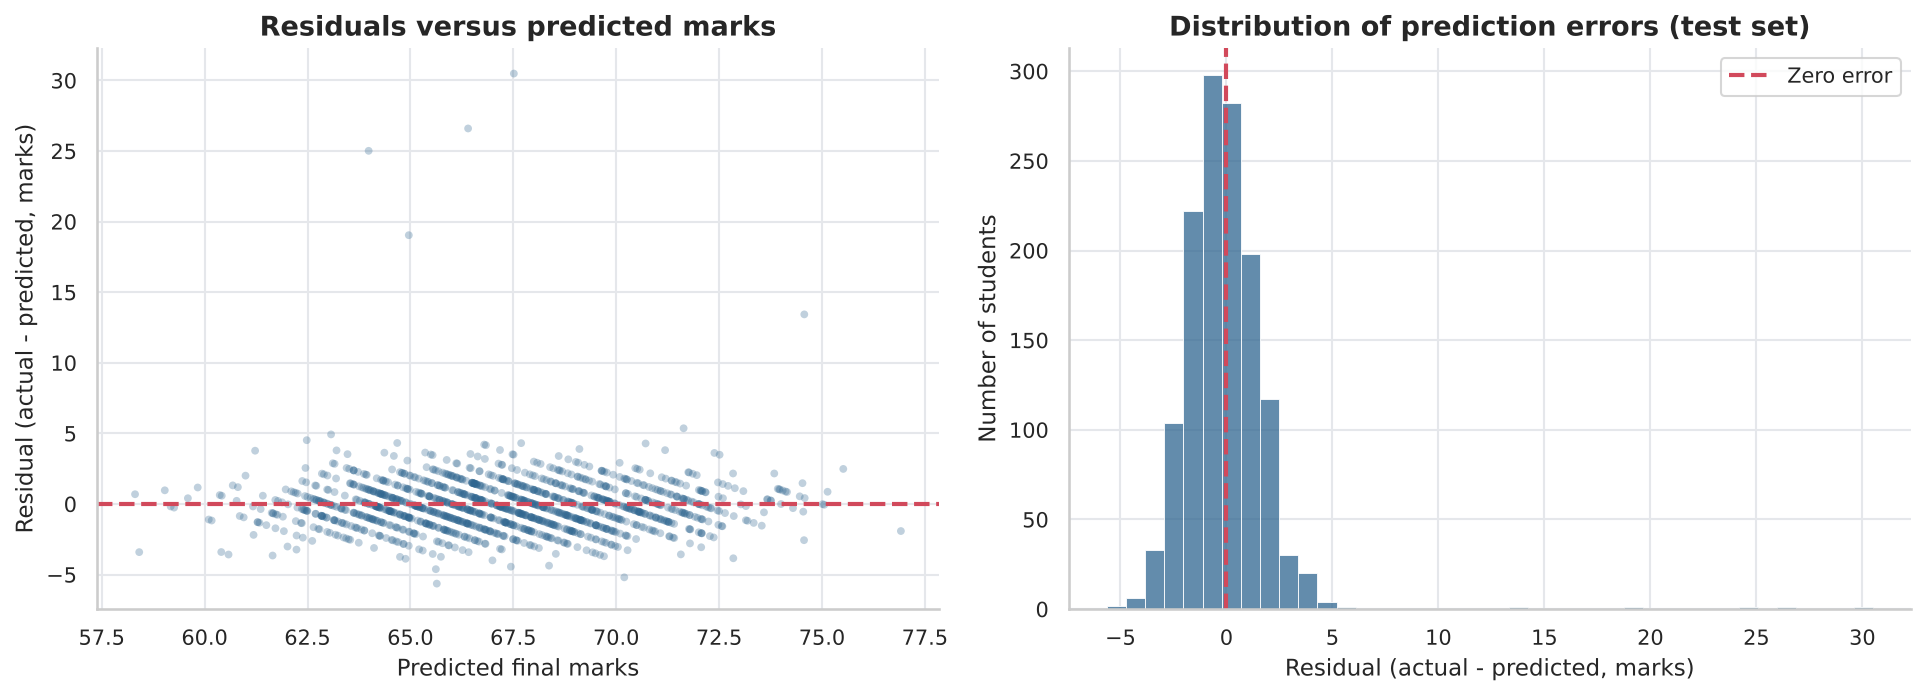 Residuals versus predicted marks
30
25
20
15
10
5
0
−5
Residual (actual - predicted, marks)
57.5 60.0 62.5 65.0 67.5 70.0 72.5 75.0 77.5
Predicted final marks
Distribution of prediction errors (test set)
Zero error
300
250
200
150
100
50
0
Number of students
−5 0 5 10 15 20 25 30
Residual (actual - predicted, marks)